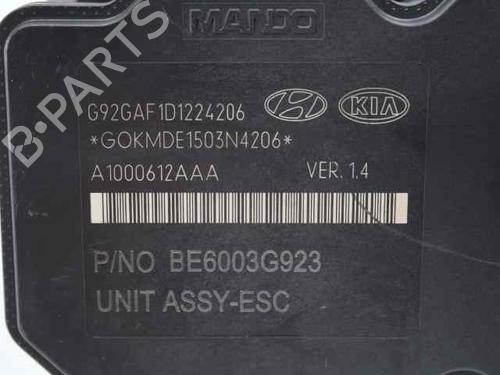 MANDO
G92GAF1D1224206
KIA
*GOKMDE1503N4206*
A1000612AAA VER. 1.4
P/NO BE6003G923
UNIT ASSY-ESC
B-PARTS